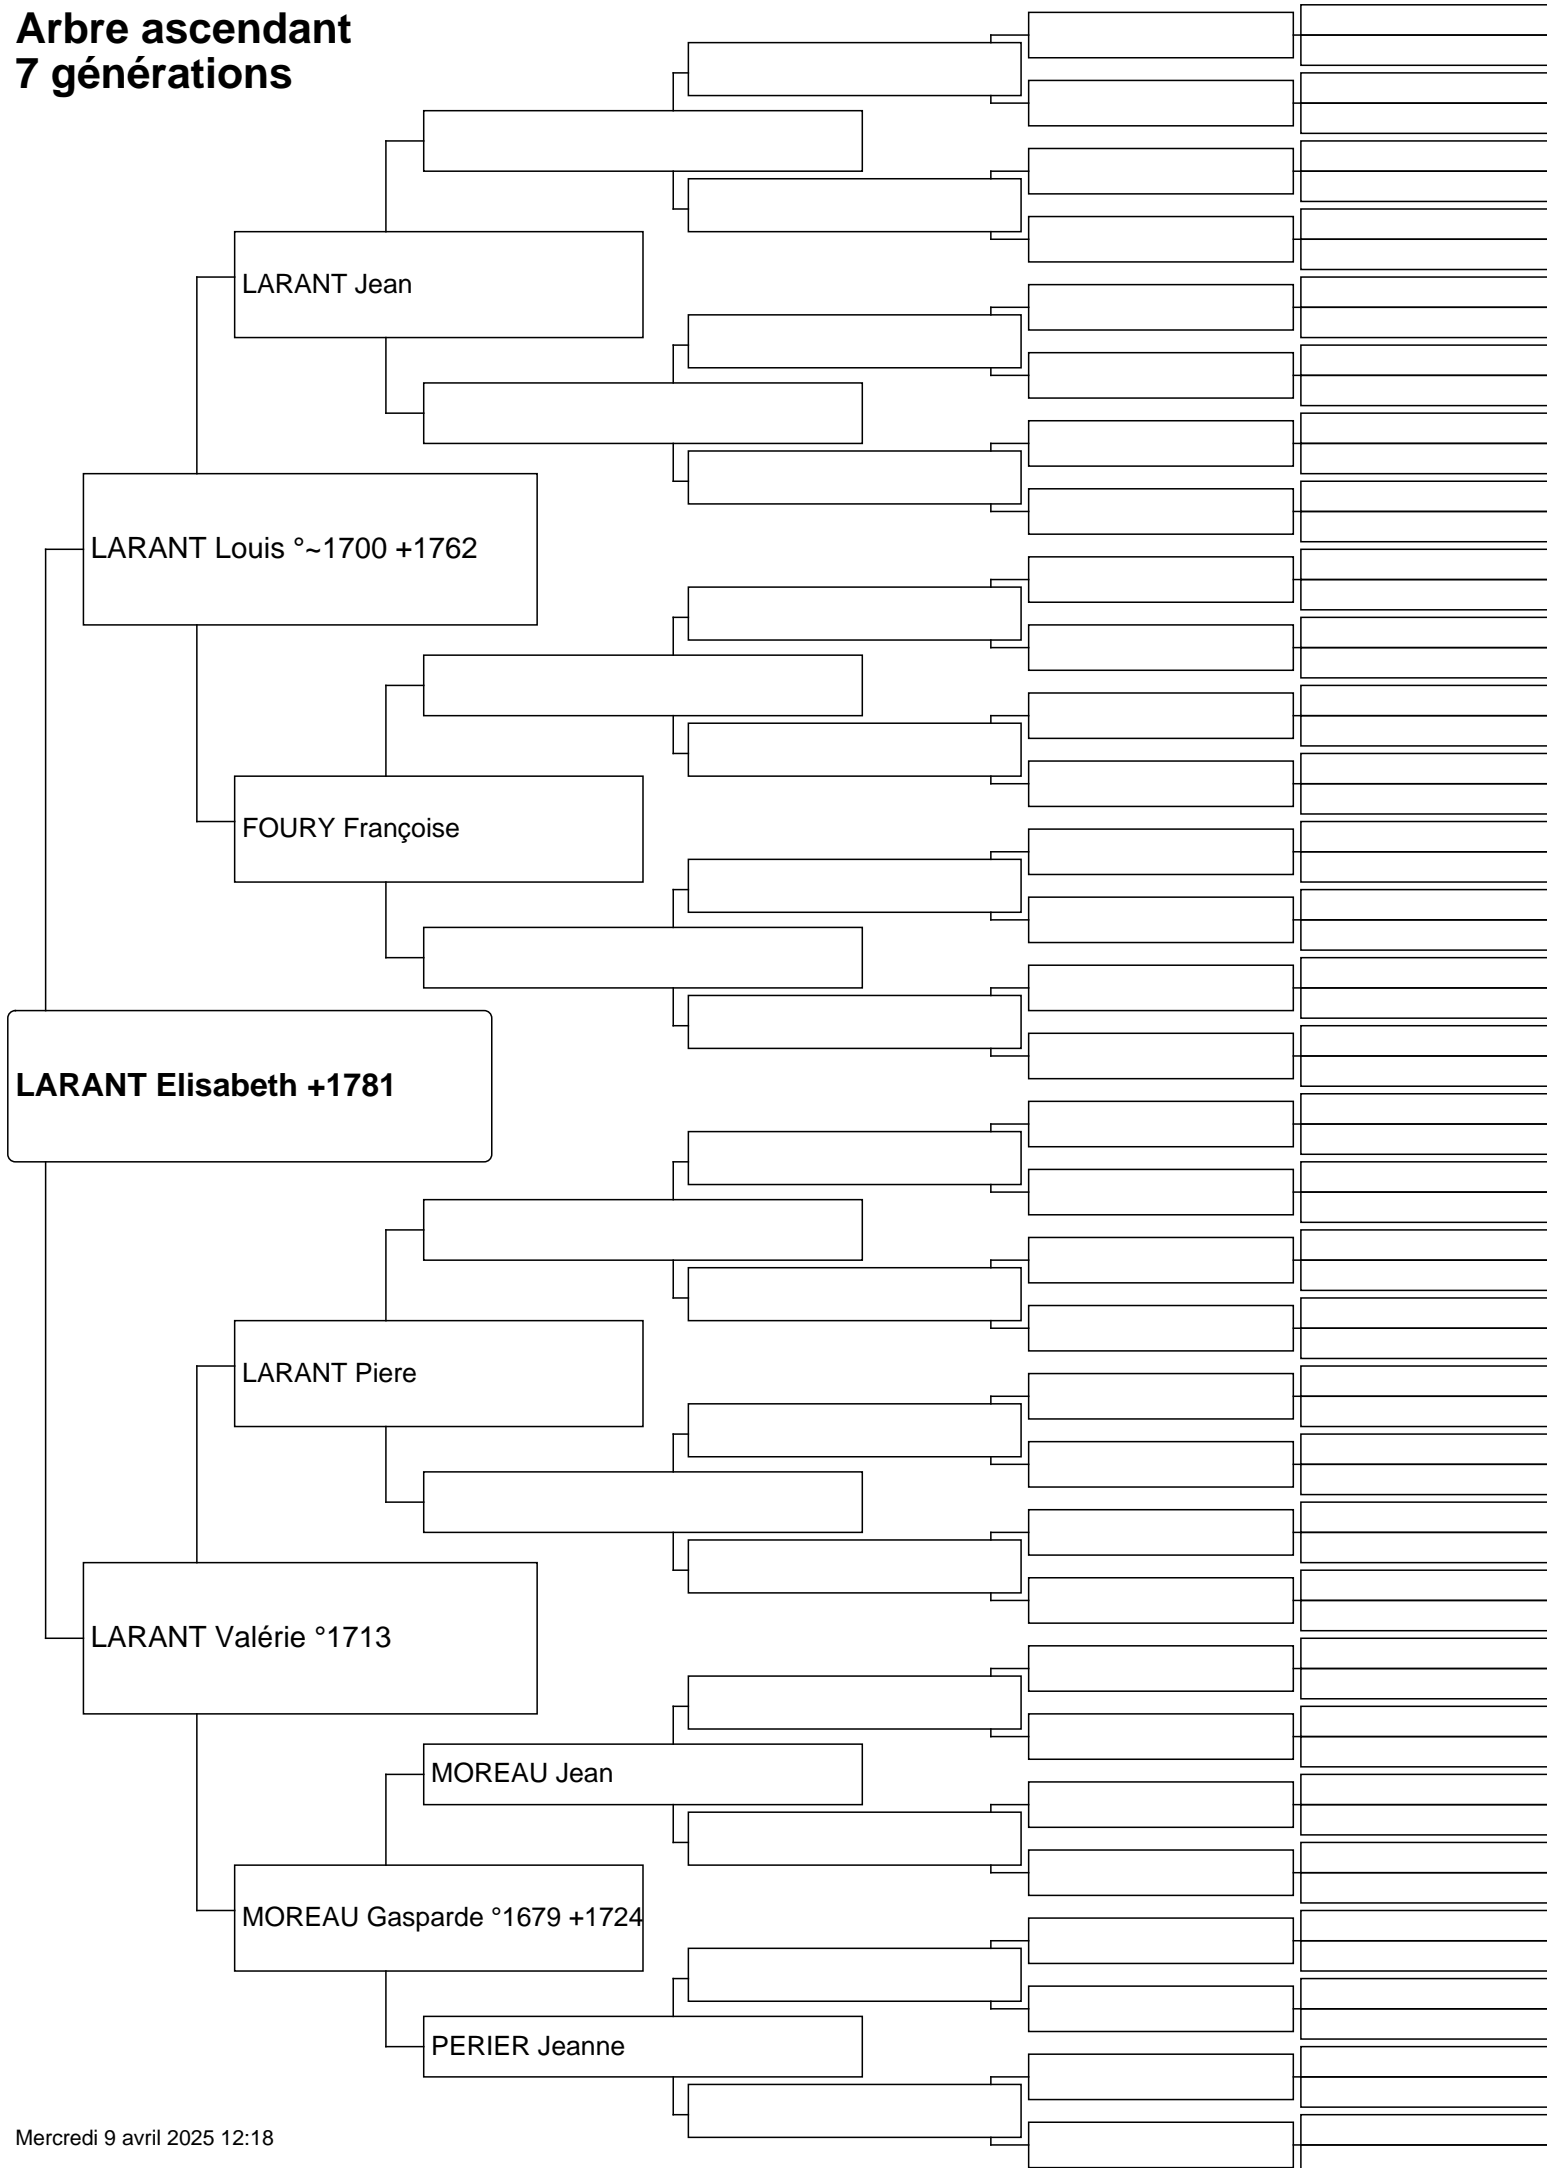 Arbre ascendant
7 générations
LARANT Jean
LARANT Louis °~1700 +1762
FOURY Françoise
LARANT Elisabeth +1781
LARANT Piere
LARANT Valérie °1713
MOREAU Jean
MOREAU Gasparde °1679 +1724
PERIER Jeanne
Mercredi 9 avril 2025 12:18